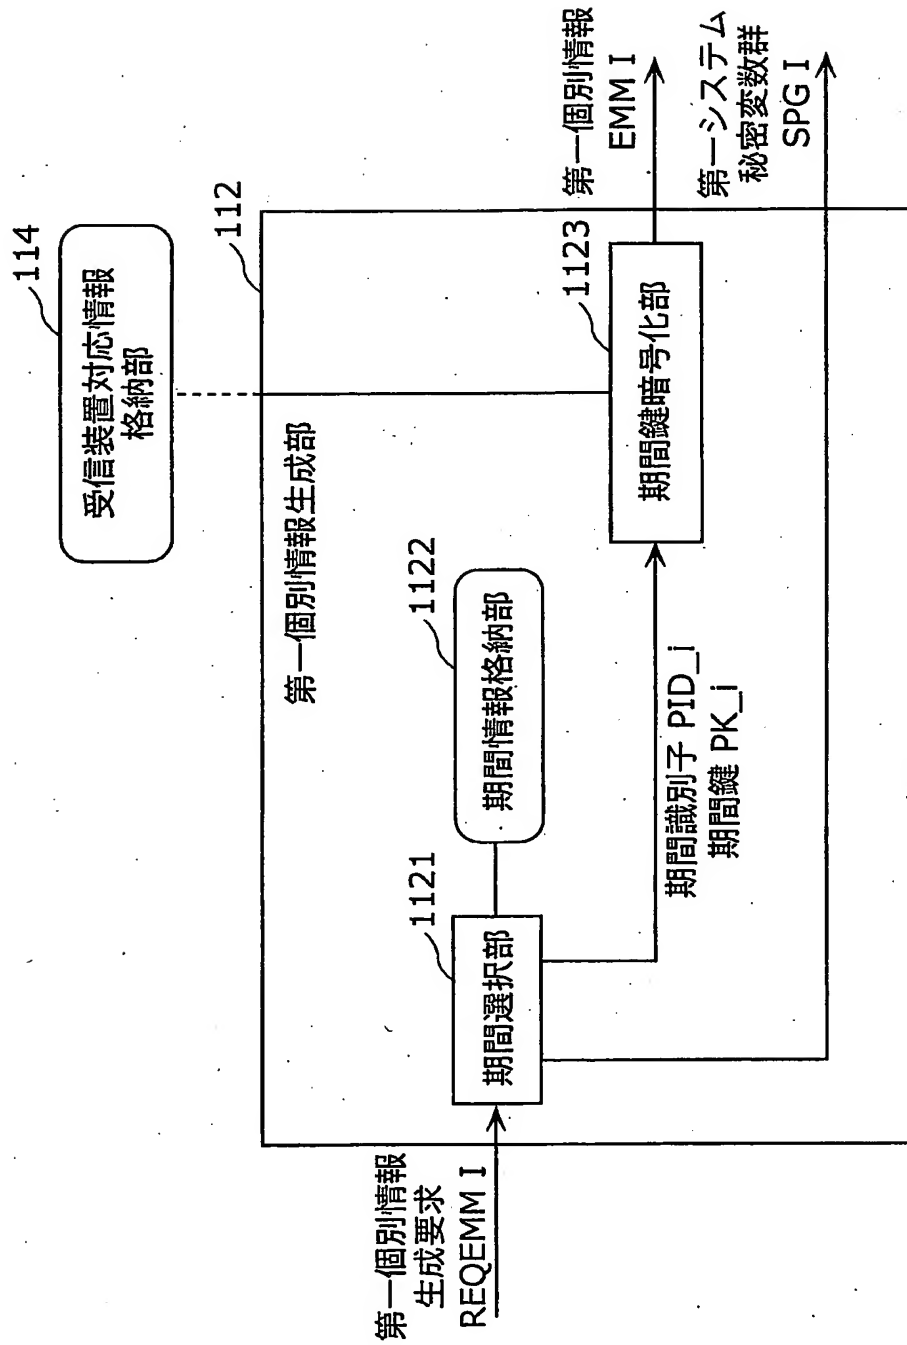 114
受信装置対応情報
格納部
112
第一個別情報生成部
第一個別情報
生成要求
REQEMM I
1121
期間選択部
1122
期間情報格納部
期間識別子 PID_i
期間鍵 PK_i
1123
期間鍵暗号化部
第一個別情報
EMM I
第一システム
秘密変数群
SPG I